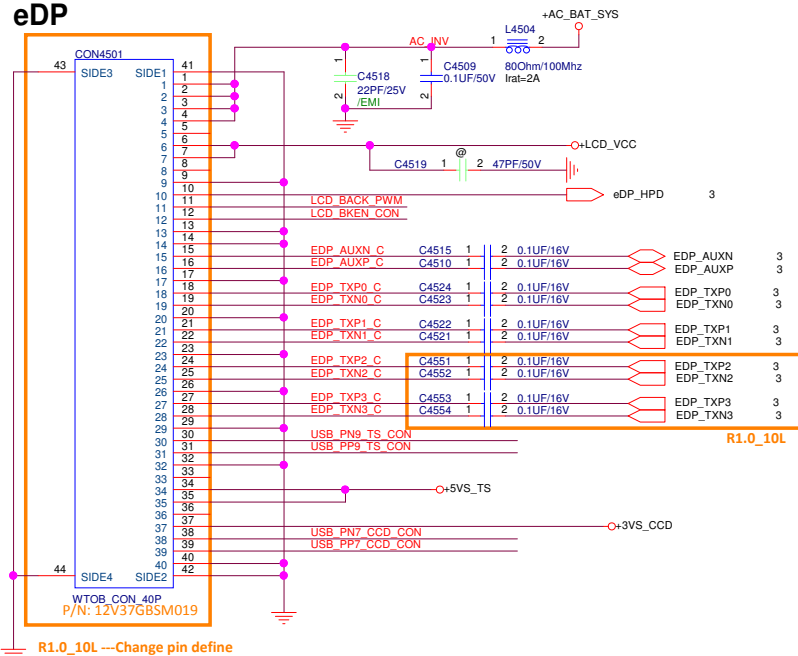 eDP
+AC_BAT_SYS
L4504
AC_INV
1 2
CON4501
43 SIDE3 SIDE1 41
80Ohm/100Mhz
Irat=2A
1 C4518 1 C4509
22PF/25V 0.1UF/50V
2 /EMI 2
1 1
2 2
3 3
4 4
5 5
6 6
+LCD_VCC
7 7
@
8 8
C4519 1 2 47PF/50V
9 9
10 10
eDP_HPD 3
11 11 LCD_BACK_PWM
12 12 LCD_BKEN_CON
13 13
14 14
15 15 EDP_AUXN_C C4515 1 2 0.1UF/16V EDP_AUXN 3
16 16 EDP_AUXP_C C4510 1 2 0.1UF/16V EDP_AUXP 3
17 17
18 18 EDP_TXP0_C C4524 1 2 0.1UF/16V EDP_TXP0 3
19 19 EDP_TXN0_C C4523 1 2 0.1UF/16V EDP_TXN0 3
20 20
21 21 EDP_TXP1_C C4522 1 2 0.1UF/16V EDP_TXP1 3
22 22 EDP_TXN1_C C4521 1 2 0.1UF/16V EDP_TXN1 3
23 23
24 24 EDP_TXP2_C C4551 1 2 0.1UF/16V EDP_TXP2 3
25 25 EDP_TXN2_C C4552 1 2 0.1UF/16V EDP_TXN2 3
26 26
27 27 EDP_TXP3_C C4553 1 2 0.1UF/16V EDP_TXP3 3
28 28 EDP_TXN3_C C4554 1 2 0.1UF/16V EDP_TXN3 3
29 29
R1.0_10L
30 30 USB_PN9_TS_CON
31 31 USB_PP9_TS_CON
32 32
33 33
34 34
+5VS_TS
35 35
36 36
37 37
+3VS_CCD
38 38 USB_PN7_CCD_CON
39 39 USB_PP7_CCD_CON
40 40
44 SIDE4 SIDE2 42
WTOB_CON_40P
P/N: 12V37GBSM019
R1.0_10L ---Change pin define